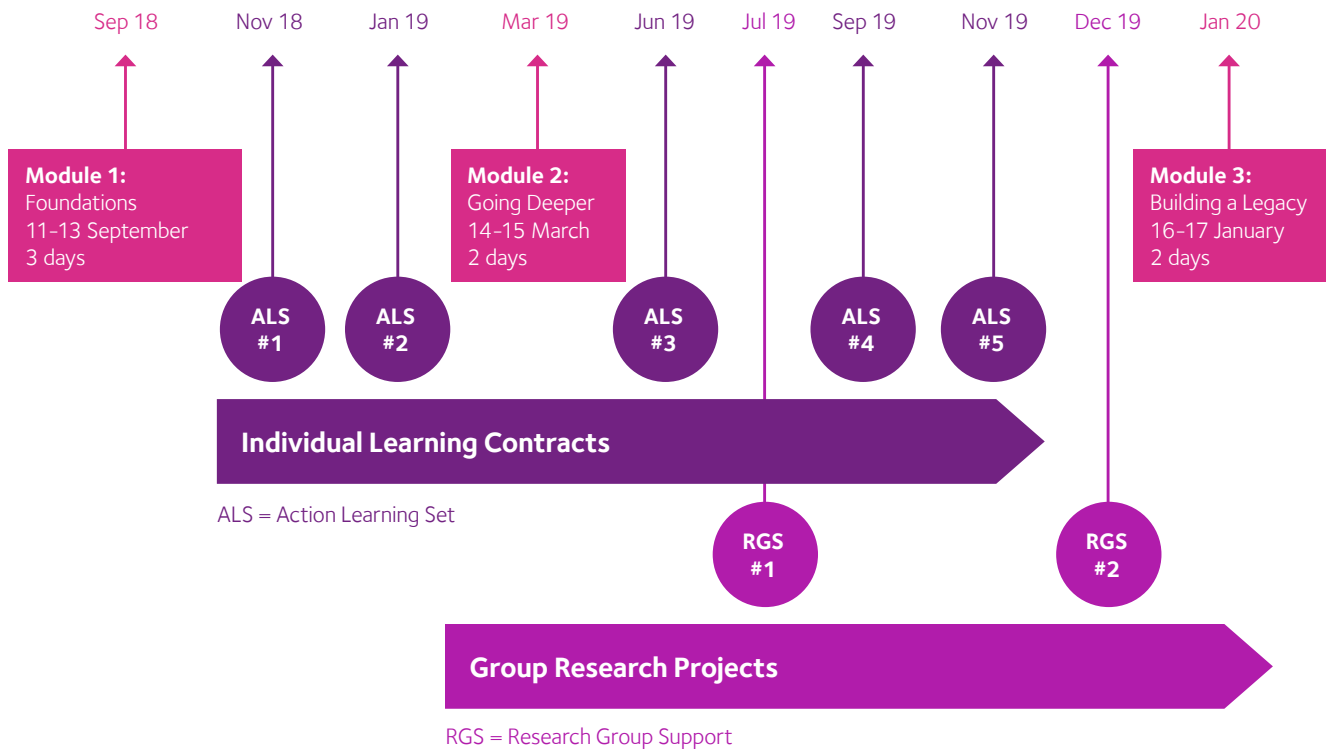 Sep 18 Nov 18 Jan 19 Mar 19 Jun 19 Jul 19 Sep 19 Nov 19 Dec 19 Jan 20
Module 1:
Foundations
11-13 September
3 days
Module 2:
Going Deeper
14-15 March
2 days
Module 3:
Building a Legacy
16-17 January
2 days
ALS
#1
ALS
#2
ALS
#3
ALS
#4
ALS
#5
Individual Learning Contracts
ALS = Action Learning Set
RGS
#1
RGS
#2
Group Research Projects
RGS = Research Group Support